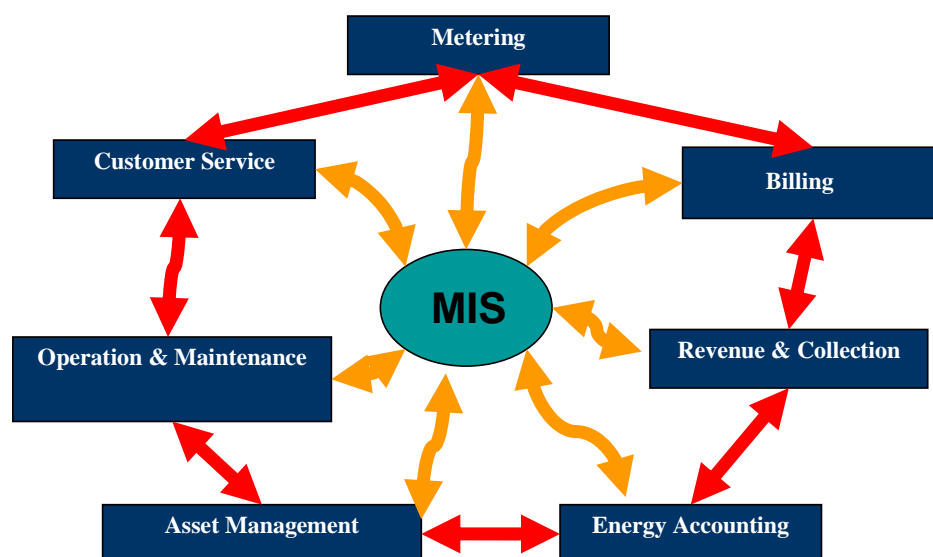 Metering
Customer Service
Billing
MIS
Operation & Maintenance
Revenue & Collection
Asset Management
Energy Accounting